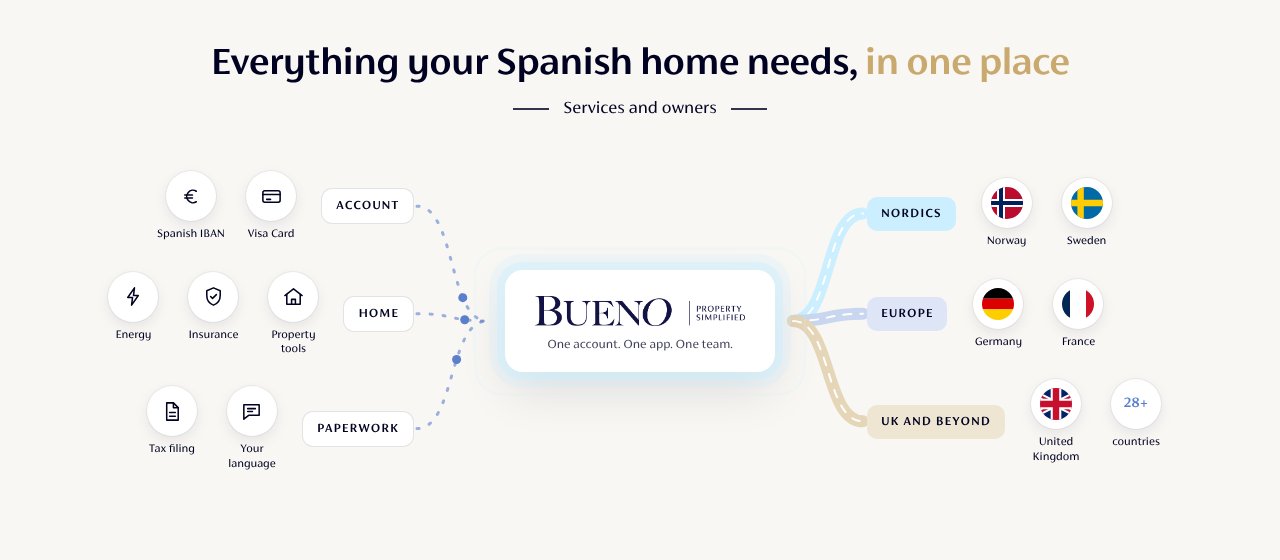 Everything your Spanish home needs, in one place
Services and owners
€
Spanish IBAN
Visa Card
ACCOUNT
Energy
Insurance
Property
tools
HOME
Tax filing
Your
language
PAPERWORK
BUENO
PROPERTY
SIMPLIFIED
One account. One app. One team.
NORDICS
Norway
Sweden
EUROPE
Germany
France
UK AND BEYOND
United
Kingdom
28+
countries